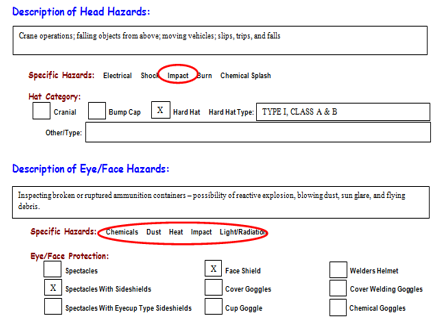 Description of Head Hazards:
Crane operations; falling objects from above; moving vehicles; slips, trips, and falls
Specific Hazards: Electrical Shock Impact Burn Chemical Splash
Hat Category:
Cranial Bump Cap X Hard Hat Hard Hat Type: TYPE I, CLASS A & B
Other/Type:
Description of Eye/Face Hazards:
Inspecting broken or ruptured ammunition containers – possibility of reactive explosion, blowing dust, sun glare, and flying
debris.
Specific Hazards: Chemicals Dust Heat Impact Light/Radiation
Eye/Face Protection:
Spectacles X Face Shield Welders Helmet
X Spectacles With Sideshields Cover Goggles Cover Welding Goggles
Spectacles With Eyecup Type Sideshields Cup Goggle Chemical Goggles